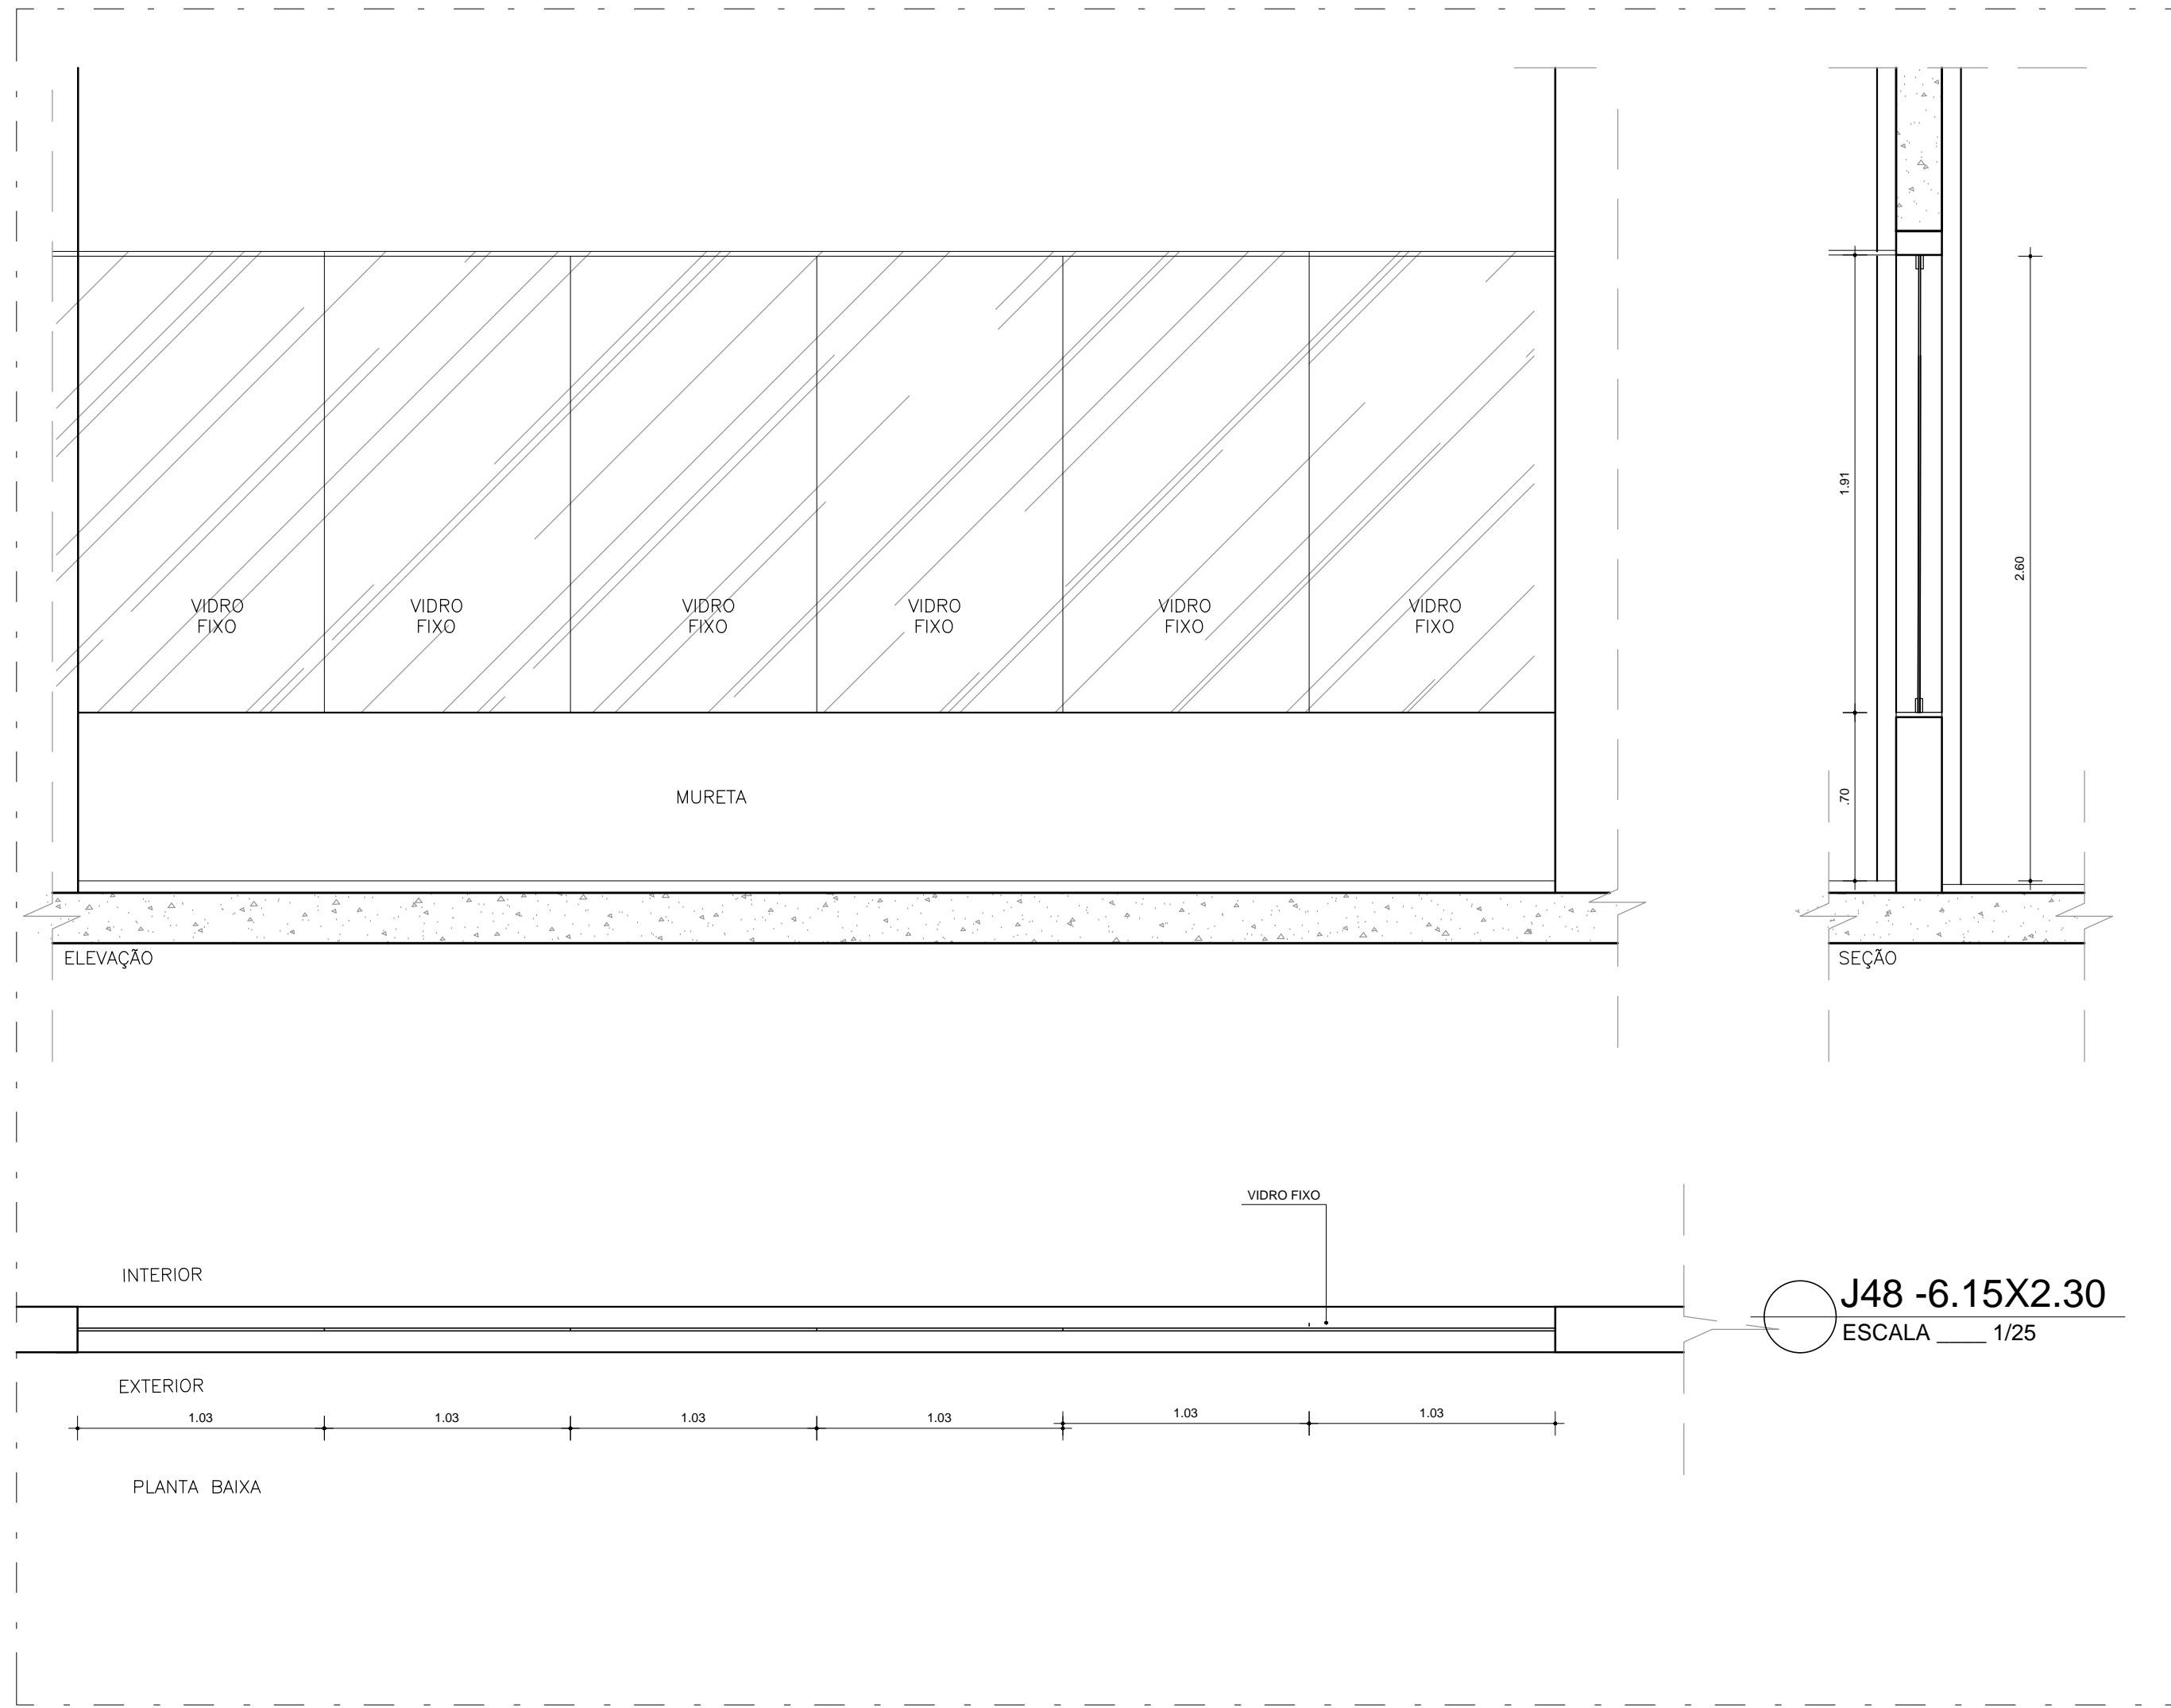 1.91
2.60
VIDRO
FIXO
VIDRO
FIXO
VIDRO
FIXO
VIDRO
FIXO
VIDRO
FIXO
VIDRO
FIXO
MURETA
.70
ELEVAÇÃO
SEÇÃO
VIDRO FIXO
INTERIOR
J48 -6.15X2.30
ESCALA ____ 1/25
EXTERIOR
1.03
1.03
1.03
1.03
1.03
1.03
PLANTA BAIXA